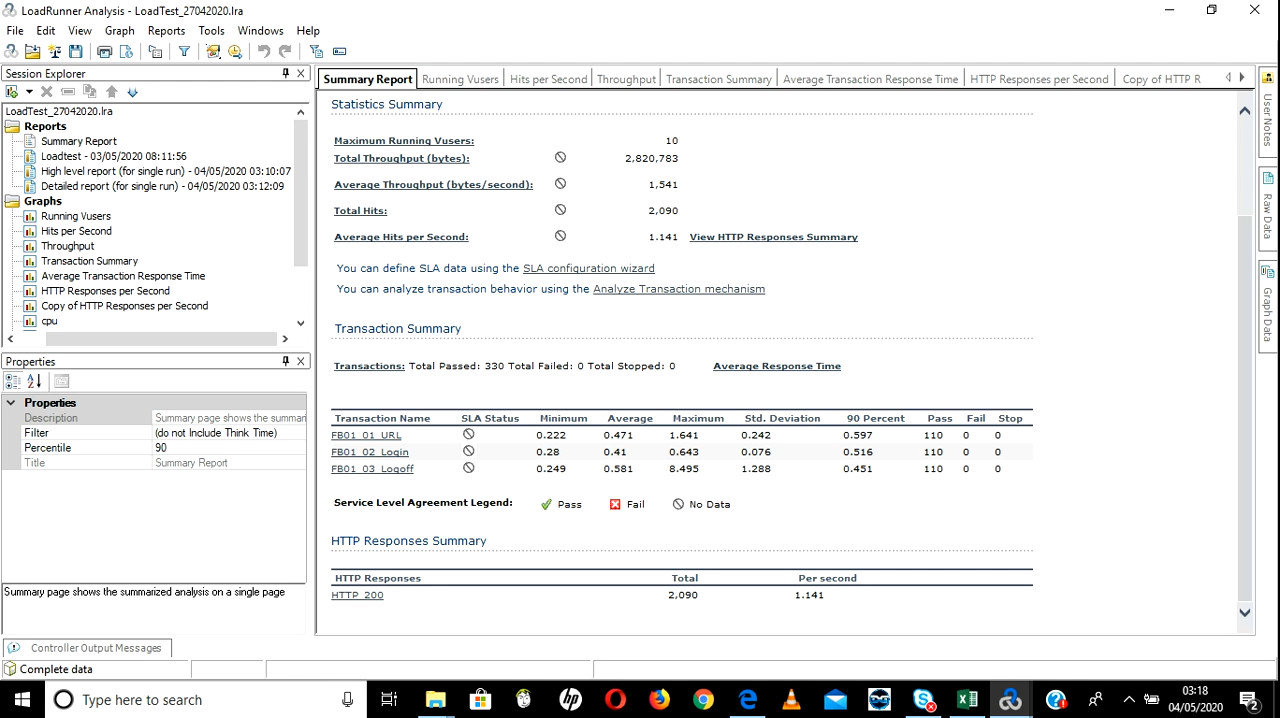 LoadRunner Analysis - LoadTest_27042020.lra
File Edit View Graph Reports Tools Windows Help
Session Explorer
LoadTest_27042020.lra
Reports
Summary Report
Loadtest - 03/05/2020 08:11:56
High level report (for single run) - 04/05/2020 03:10:07
Detailed report (for single run) - 04/05/2020 03:12:09
Graphs
Running Vusers
Hits per Second
Throughput
Transaction Summary
Average Transaction Response Time
HTTP Responses per Second
Copy of HTTP Responses per Second
cpu
Properties
Properties
Description Summary page shows the summari
Filter (do not Include Think Time)
Percentile 90
Title Summary Report
Summary page shows the summarized analysis on a single page
Summary Report Running Vusers Hits per Second Throughput Transaction Summary Average Transaction Response Time HTTP Responses per Second Copy of HTTP R
Statistics Summary
Maximum Running Vusers: 10
Total Throughput (bytes): 2,820,783
Average Throughput (bytes/second): 1,541
Total Hits: 2,090
Average Hits per Second: 1.141 View HTTP Responses Summary
You can define SLA data using the SLA configuration wizard
You can analyze transaction behavior using the Analyze Transaction mechanism
Transaction Summary
Transactions: Total Passed: 330 Total Failed: 0 Total Stopped: 0 Average Response Time
Transaction Name SLA Status Minimum Average Maximum Std. Deviation 90 Percent Pass Fail Stop
FB01_01_URL 0.222 0.471 1.641 0.242 0.597 110 0 0
FB01_02_Login 0.28 0.41 0.643 0.076 0.516 110 0 0
FB01_03_Logoff 0.249 0.581 8.495 1.288 0.451 110 0 0
Service Level Agreement Legend: Pass Fail No Data
HTTP Responses Summary
HTTP Responses Total Per second
HTTP_200 2,090 1.141
User Notes
Raw Data
Graph Data
Controller Output Messages
Complete data
Type here to search
03:18
04/05/2020
2